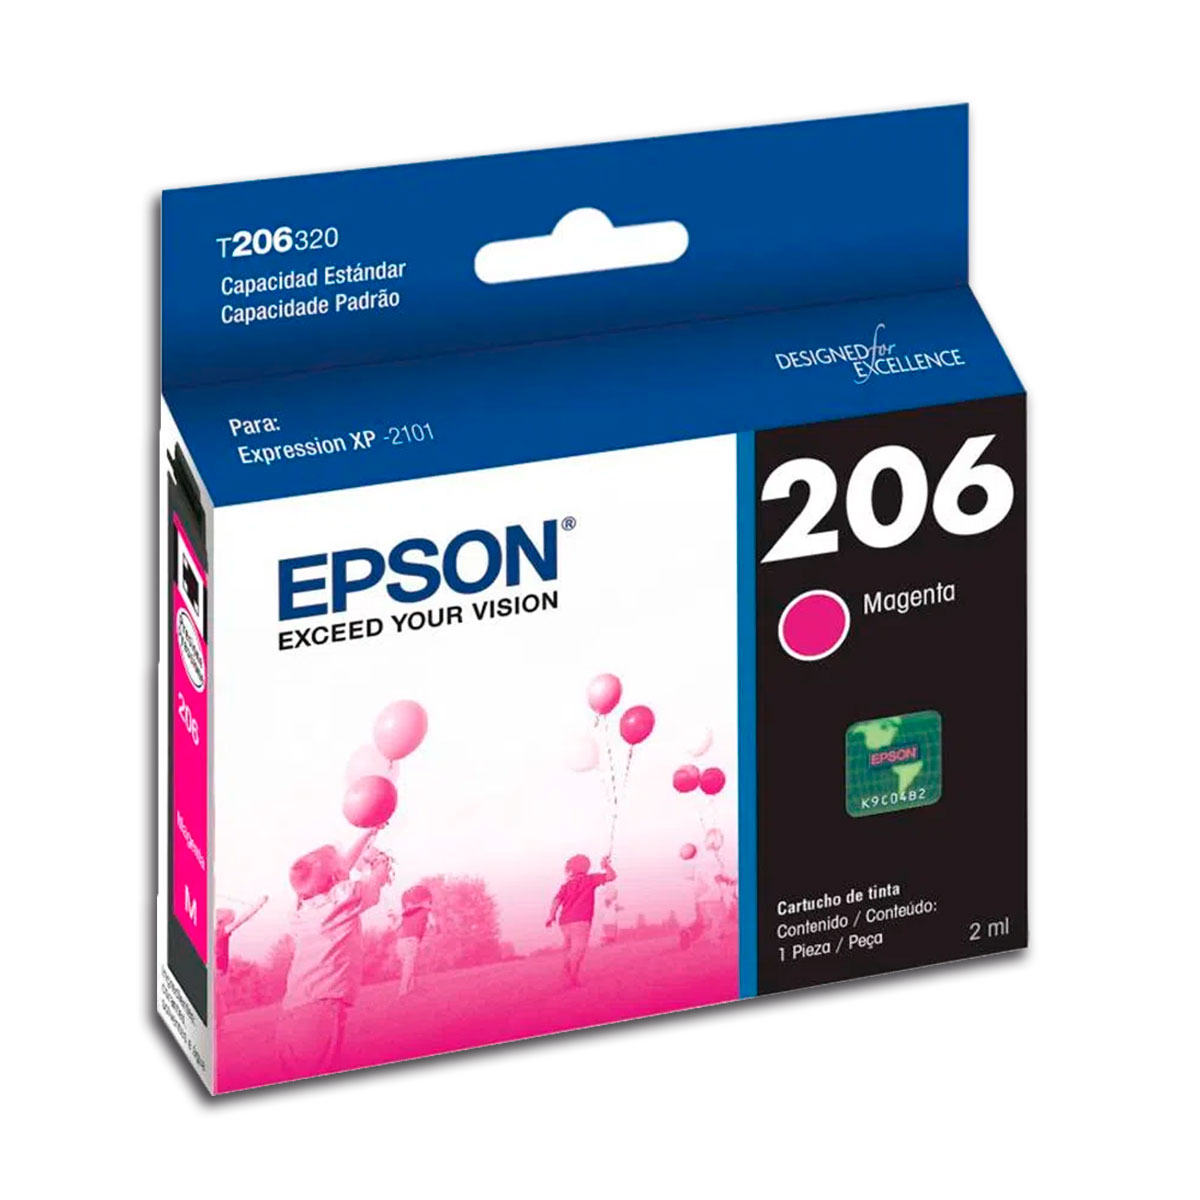 T206320
Capacidad Estándar
Capacidade Padrão
DESIGNED for
EXCELLENCE
Para:
Expression XP -2101
206
Magenta
EPSON®
EXCEED YOUR VISION
EPSON
K9C04B2
Cartucho de tinta
Contenido / Conteúdo:
1 Pieza / Peça
2 ml
206
Magenta
M